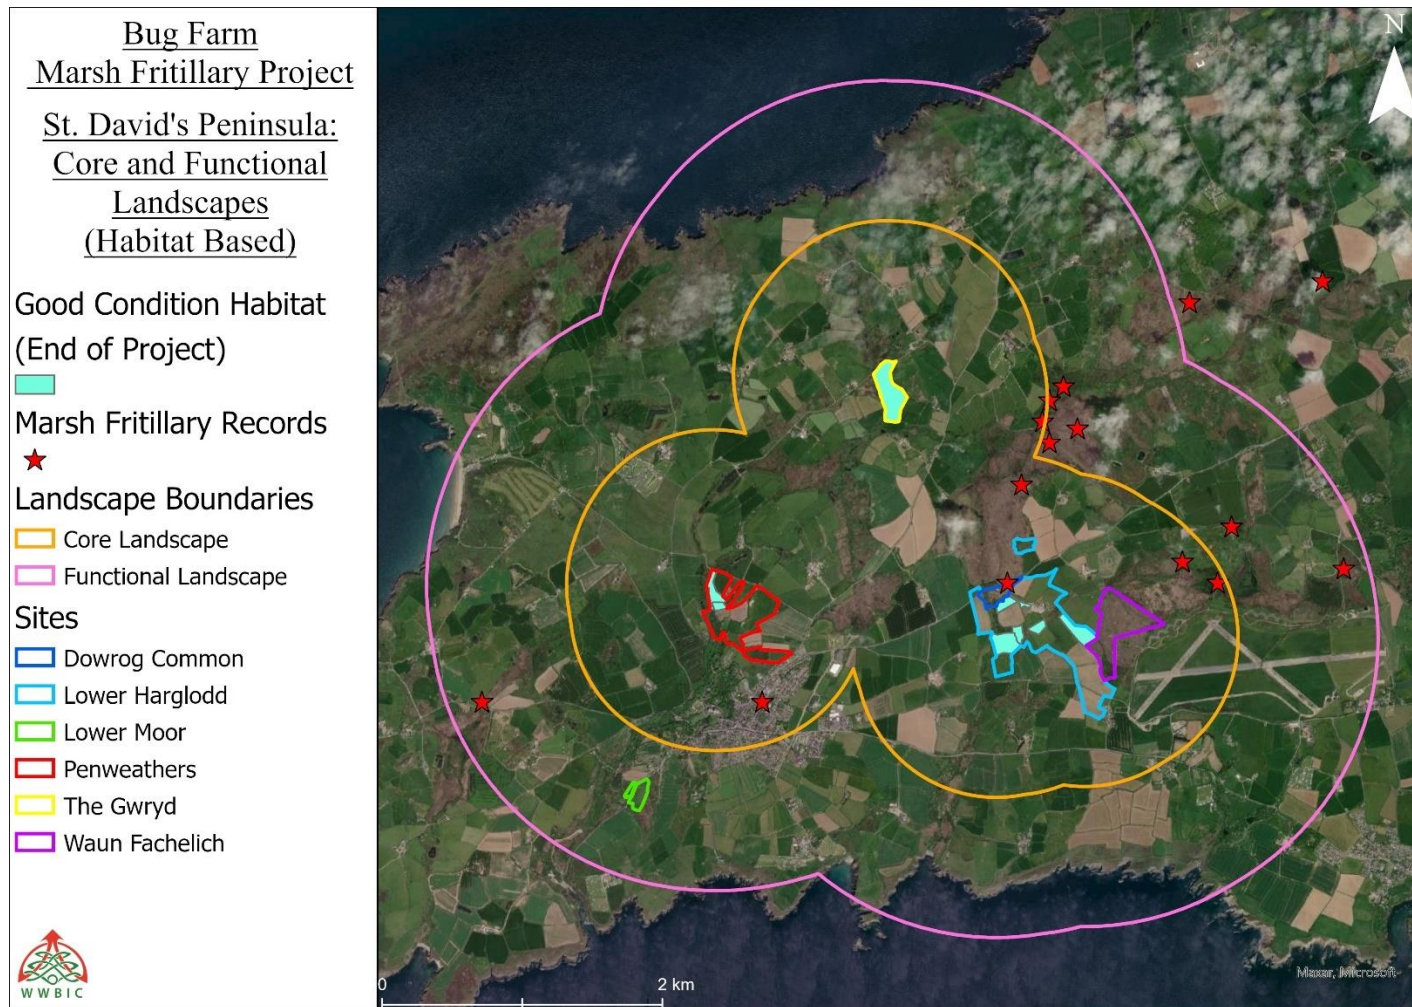 Bug Farm
Marsh Fritillary Project
St. David's Peninsula:
Core and Functional
Landscapes
(Habitat Based)
Good Condition Habitat
(End of Project)
Marsh Fritillary Records
Landscape Boundaries
Core Landscape
Functional Landscape
Sites
Dowrog Common
Lower Harglodd
Lower Moor
Penweathers
The Gwryd
Waun Fachelich
WWBIC
N
0 2 km
Maxar, Microsoft